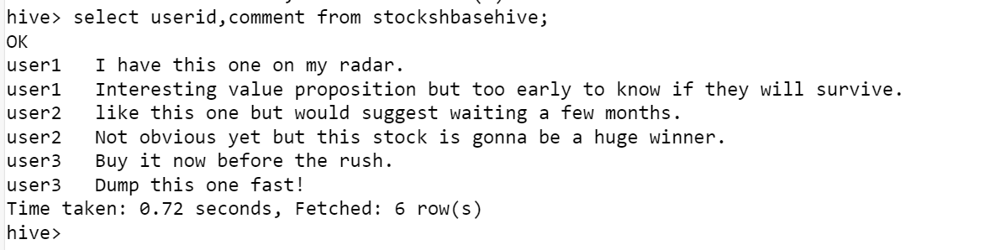 hive> select userid,comment from stockshbasehive;
OK
user1	I have this one on my radar.
user1	Interesting value proposition but too early to know if they will survive.
user2	like this one but would suggest waiting a few months.
user2	Not obvious yet but this stock is gonna be a huge winner.
user3	Buy it now before the rush.
user3	Dump this one fast!
Time taken: 0.72 seconds, Fetched: 6 row(s)
hive>